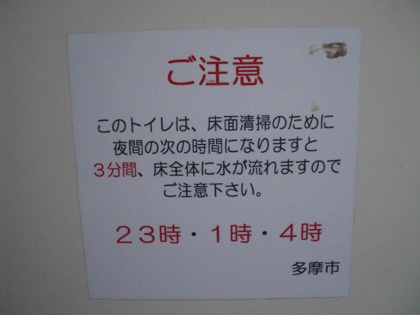 ご注意
このトイレは、床面清掃のために
夜間の次の時間になりますと
３分間、床全体に水が流れますので
ご注意下さい。
２３時・１時・４時
多摩市